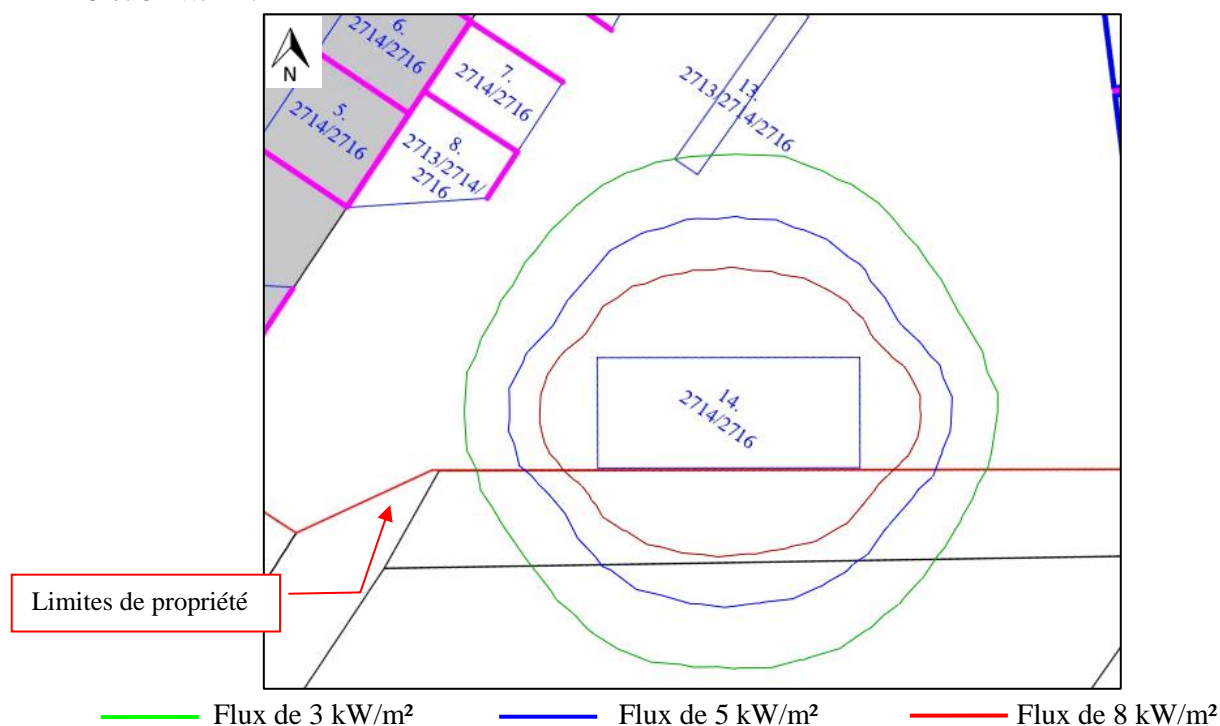 N
6.
2714/2716
7.
2714/2716
5.
2714/2716
8.
2713/2714/
2716
13.
2713/2714/2716
14.
2714/2716
Limites de propriété
Flux de 3 kW/m²
Flux de 5 kW/m²
Flux de 8 kW/m²